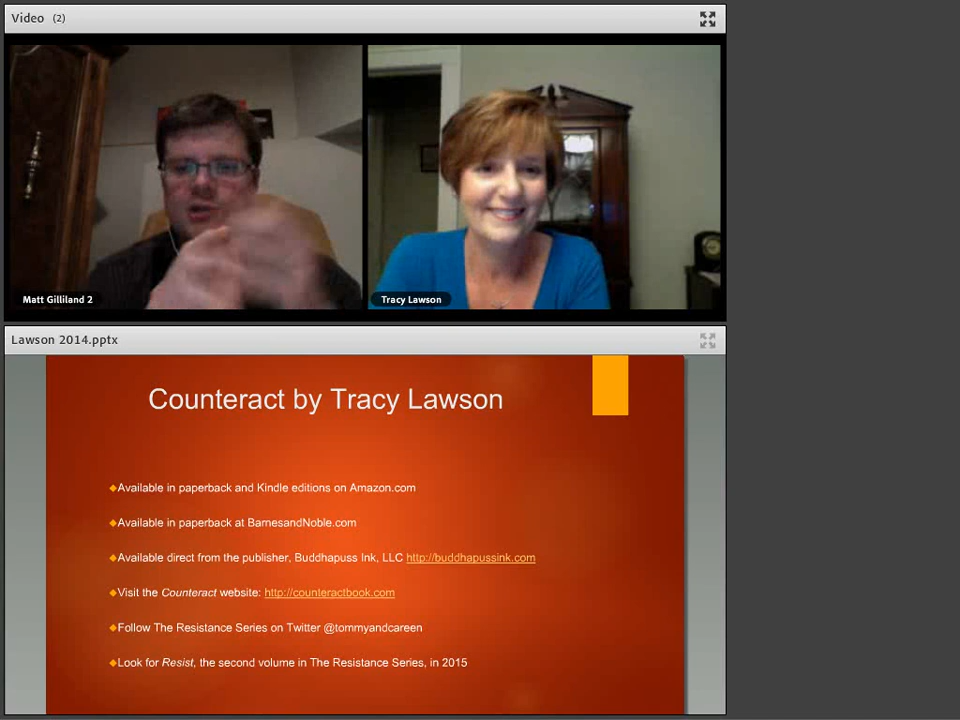 Video (2)
Matt Gilliland 2
Tracy Lawson
Lawson 2014.pptx
Counteract by Tracy Lawson
Available in paperback and Kindle editions on Amazon.com
Available in paperback at BarnesandNoble.com
Available direct from the publisher, Buddhapuss Ink, LLC http://buddhapussink.com
Visit the Counteract website: http://counteractbook.com
Follow The Resistance Series on Twitter @tommyandcareen
Look for Resist, the second volume in The Resistance Series, in 2015